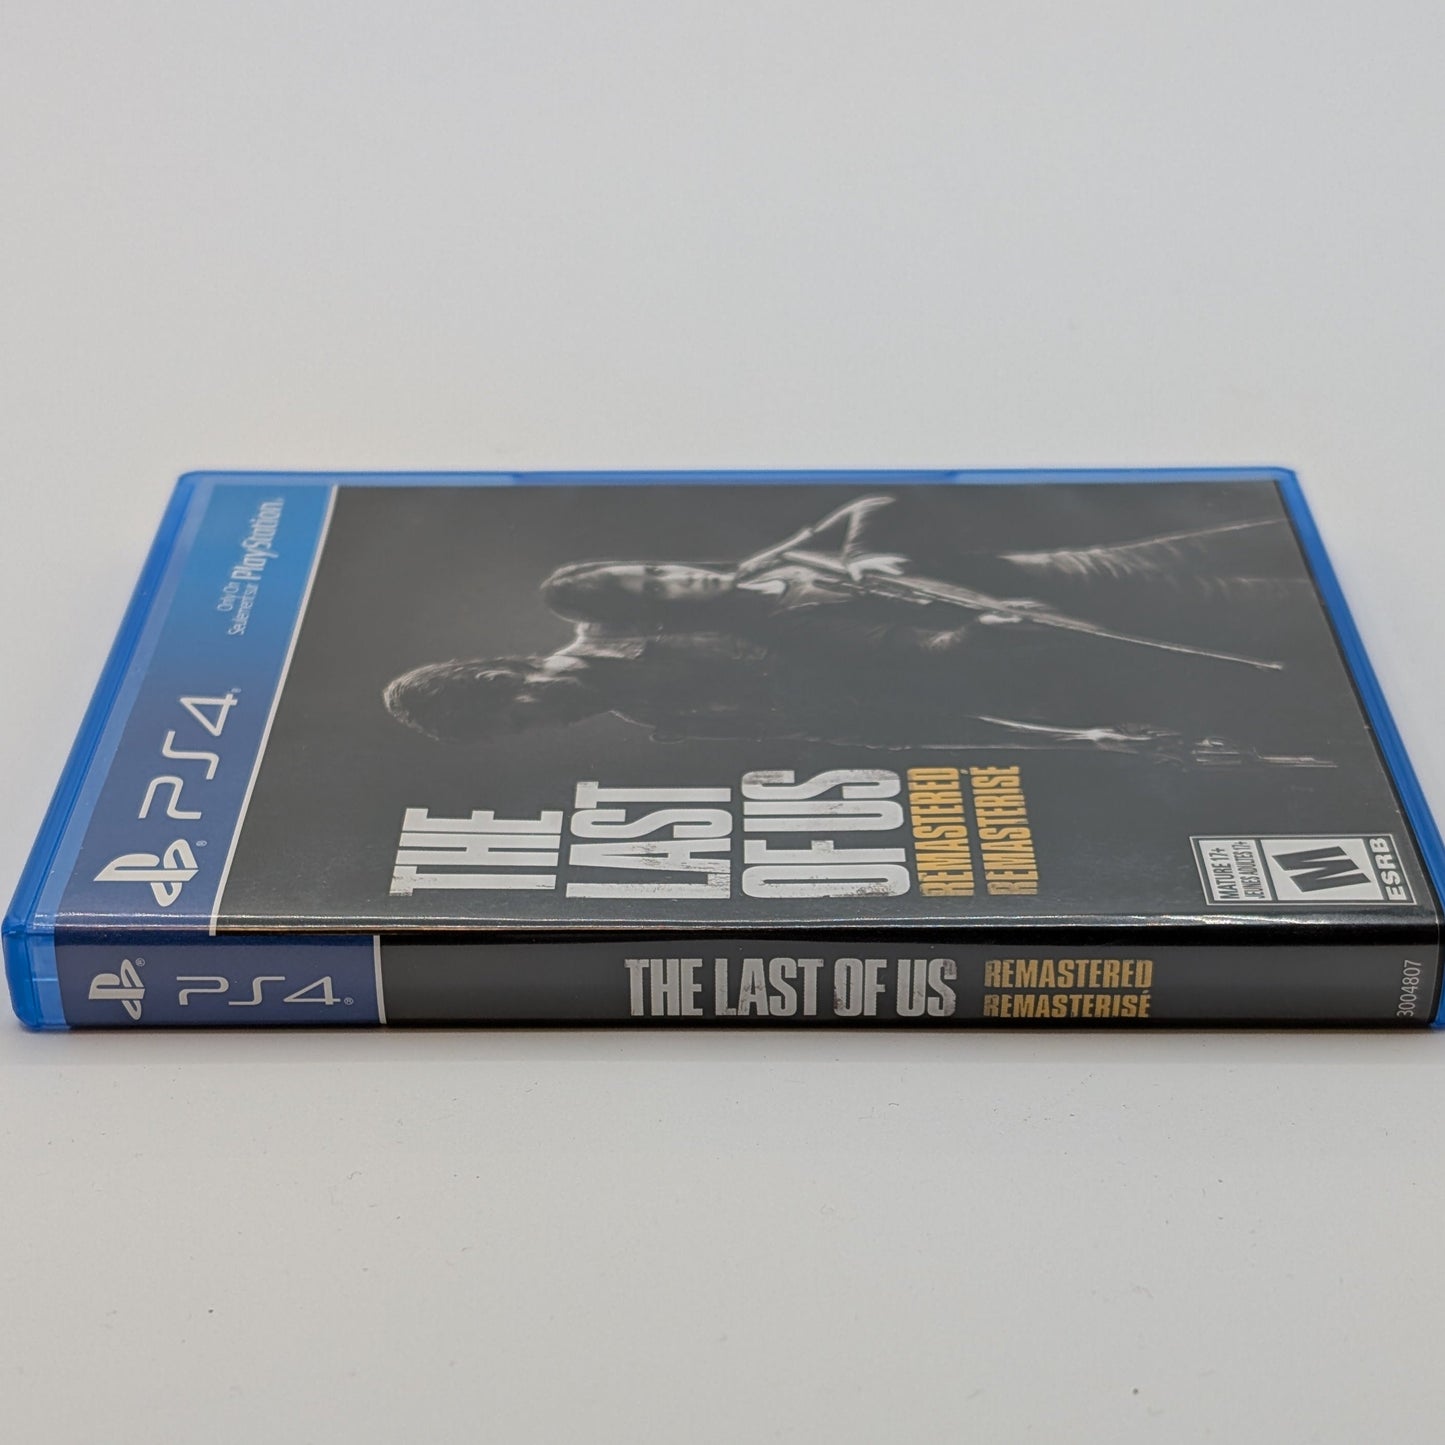 Only On
Seulement sur
PlayStation®
PS4®
THE
LAST
OF US
REMASTERED
REMASTERISÉ
MATURE 17+
JEUNES ADULTES 17+
M
ESRB
PS4®
THE LAST OF US
REMASTERED
REMASTERISÉ
3004807